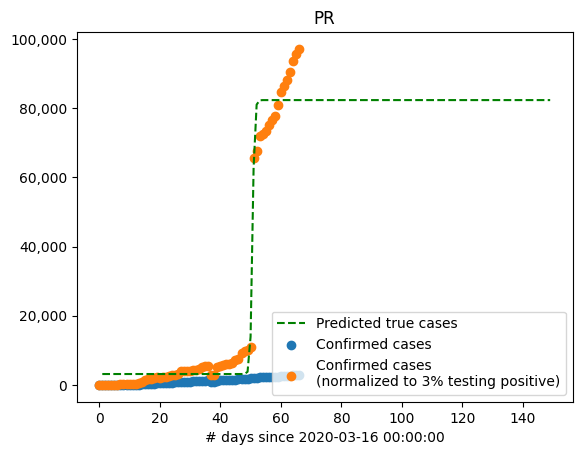 PR
100,000
80,000
60,000
40,000
20,000
0
0 20 40 60 80 100 120 140
# days since 2020-03-16 00:00:00
Predicted true cases
Confirmed cases
Confirmed cases
(normalized to 3% testing positive)